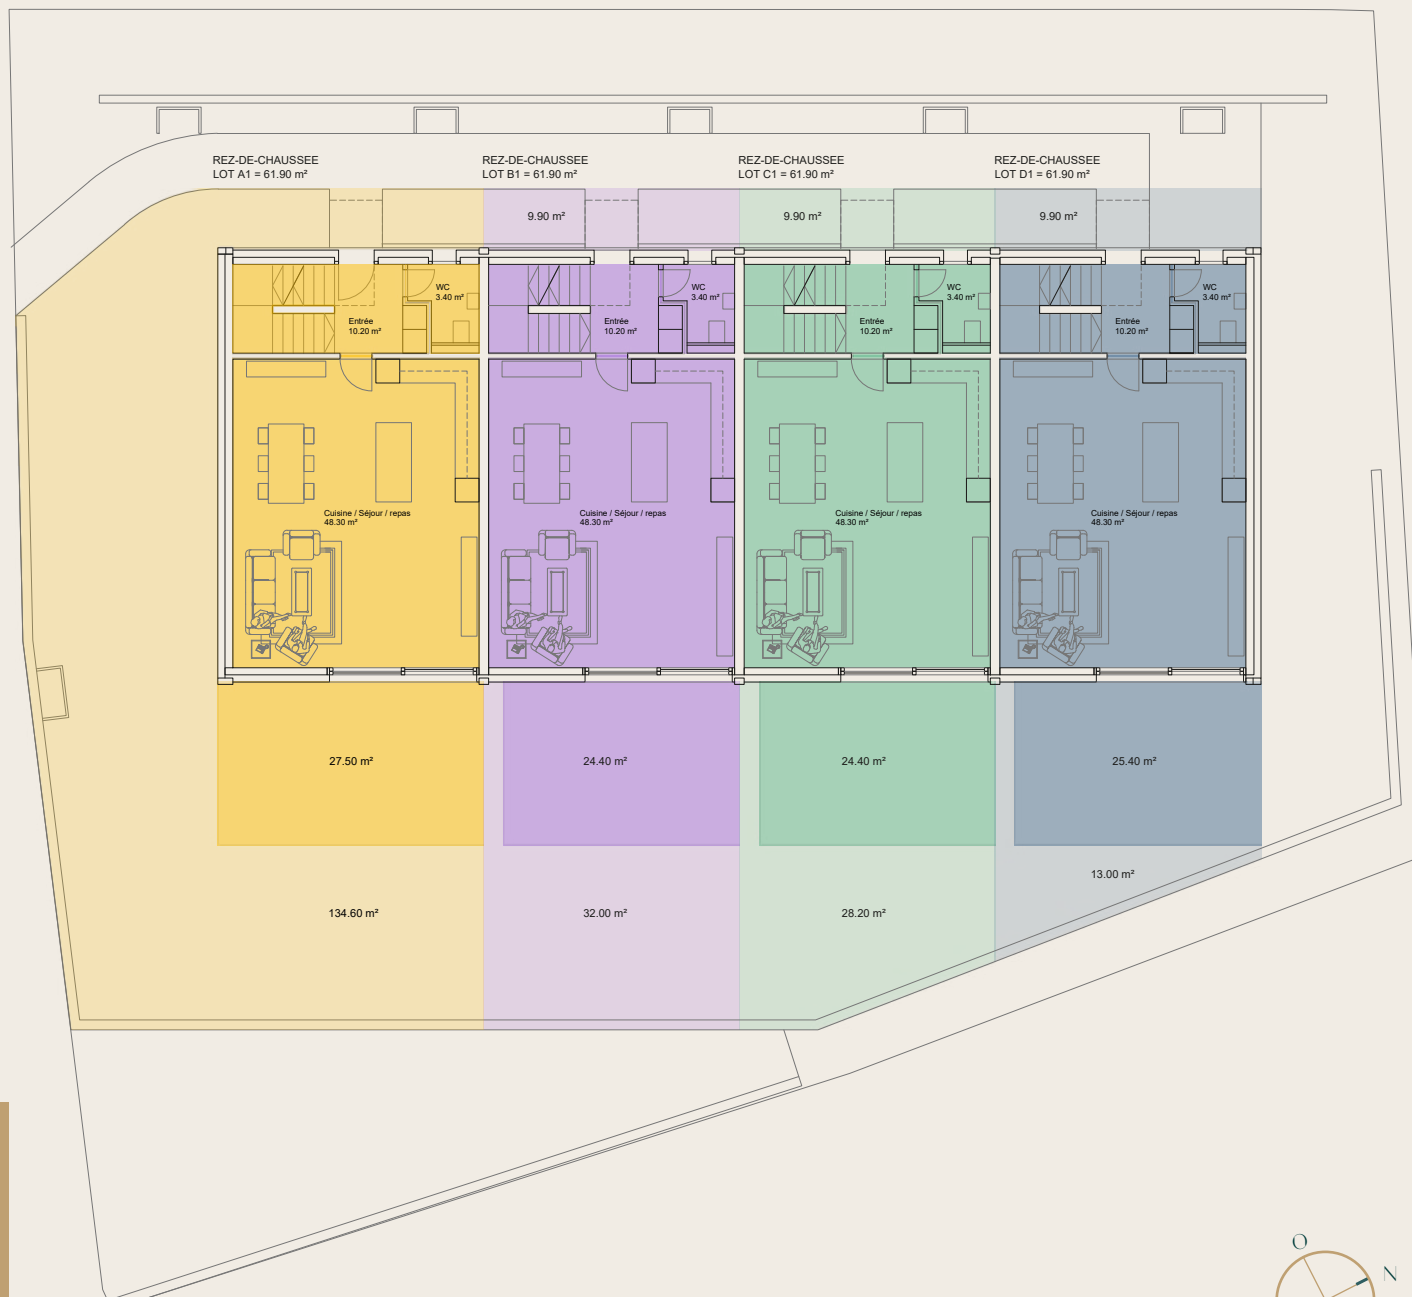 REZ-DE-CHAUSSEE
LOT A1 = 61.90 m²
REZ-DE-CHAUSSEE
LOT B1 = 61.90 m²
REZ-DE-CHAUSSEE
LOT C1 = 61.90 m²
REZ-DE-CHAUSSEE
LOT D1 = 61.90 m²
9.90 m²
9.90 m²
9.90 m²
WC
3.40 m²
Entrée
10.20 m²
WC
3.40 m²
Entrée
10.20 m²
WC
3.40 m²
Entrée
10.20 m²
WC
3.40 m²
Entrée
10.20 m²
Cuisine / Séjour / repas
48.30 m²
Cuisine / Séjour / repas
48.30 m²
Cuisine / Séjour / repas
48.30 m²
Cuisine / Séjour / repas
48.30 m²
27.50 m²
24.40 m²
24.40 m²
25.40 m²
13.00 m²
134.60 m²
32.00 m²
28.20 m²
O
N